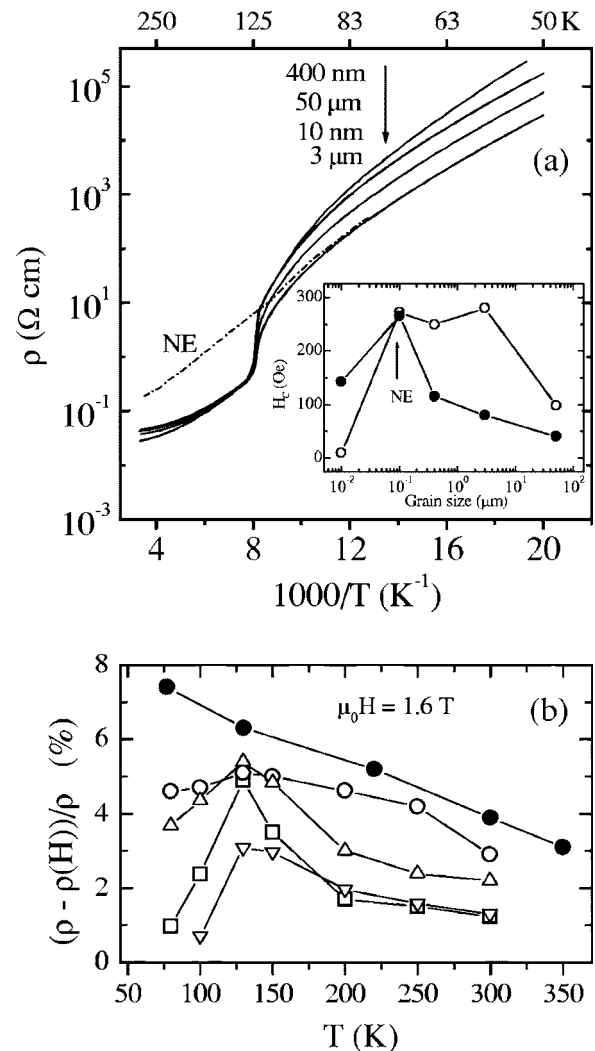 250 125 83 63 50 K
10^5
10^3
10^1
10^-1
10^-3
ρ (Ω cm)
400 nm
50 μm
10 nm
3 μm
(a)
NE
300
250
200
150
100
50
0
H_c (Oe)
NE
10^-2 10^-1 10^0 10^1 10^2
Grain size (μm)
4 8 12 16 20
1000/T (K^-1)
8
6
4
2
0
(ρ - ρ(H))/ρ (%)
μ_0H = 1.6 T
(b)
50 100 150 200 250 300 350
T (K)